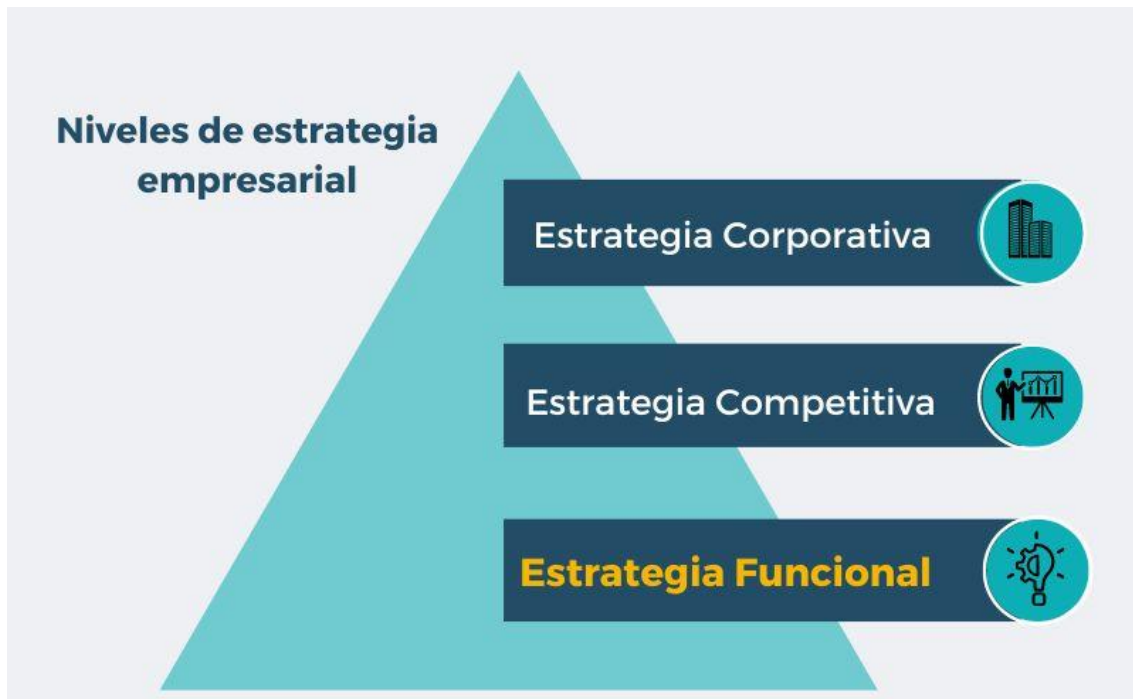 Niveles de estrategia
empresarial
Estrategia Corporativa
Estrategia Competitiva
Estrategia Funcional